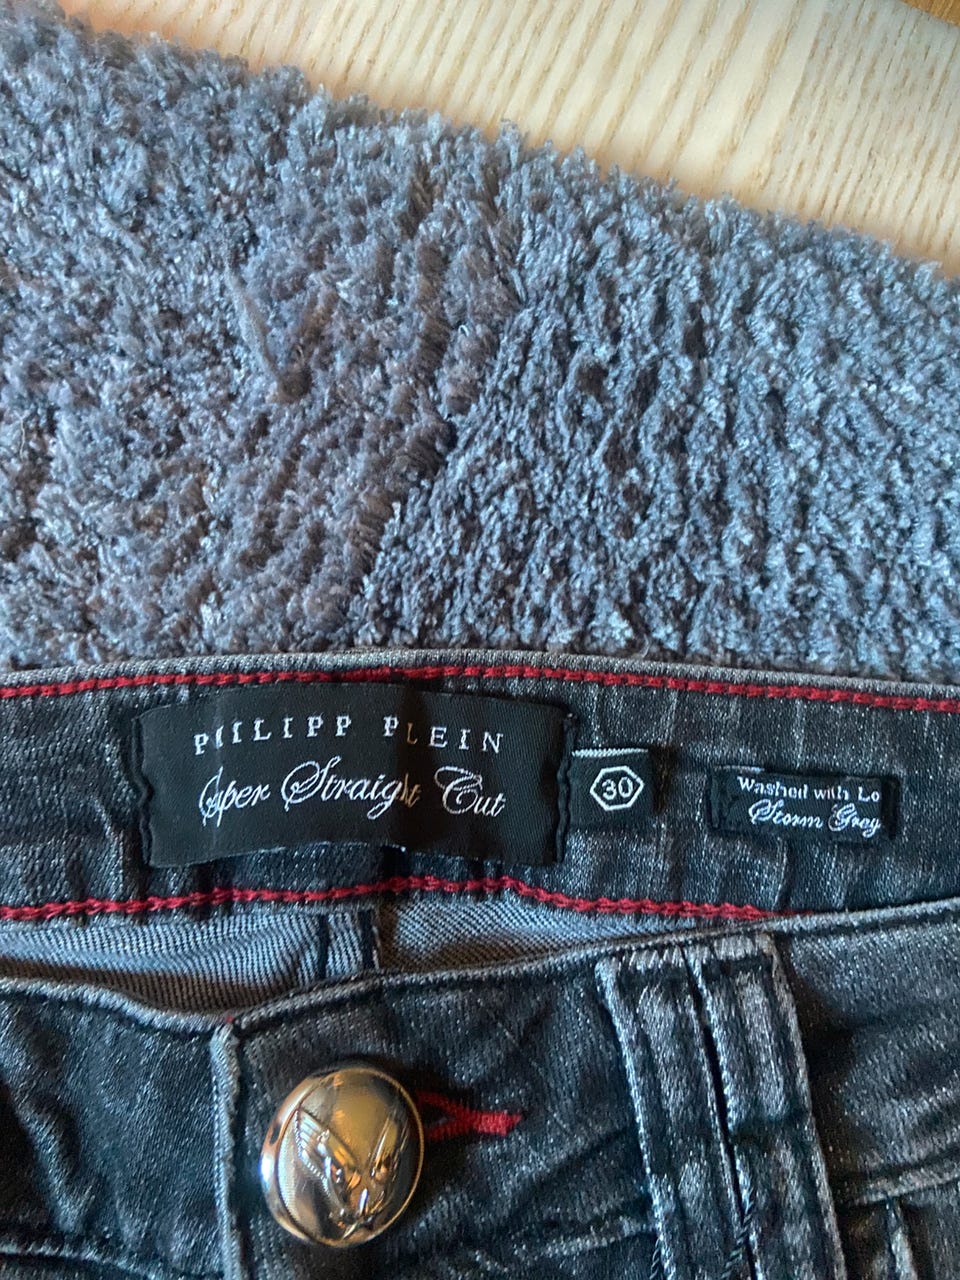 PHILIPP PLEIN
Super Straight Cut
30
Washed with Lo
Storm Grey